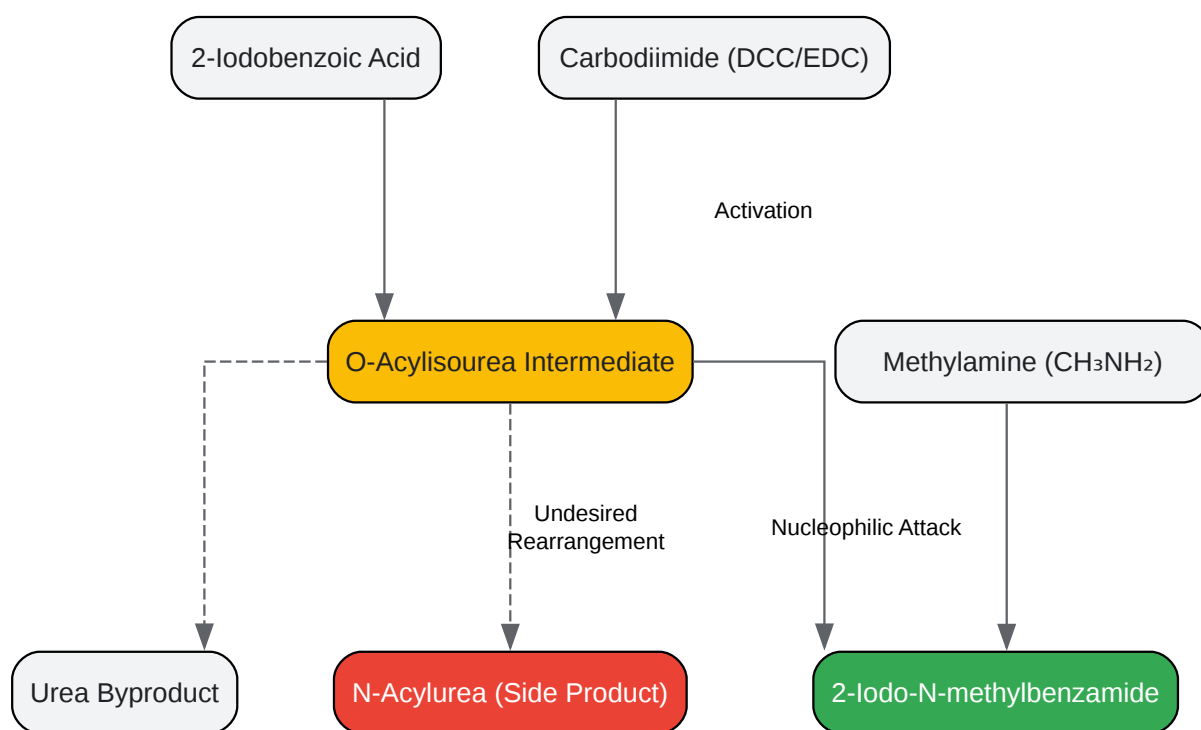 2-Iodobenzoic Acid
Carbodiimide (DCC/EDC)
Activation
O-Acylisourea Intermediate
Methylamine (CH₃NH₂)
Undesired
Rearrangement
Nucleophilic Attack
Urea Byproduct
N-Acylurea (Side Product)
2-Iodo-N-methylbenzamide